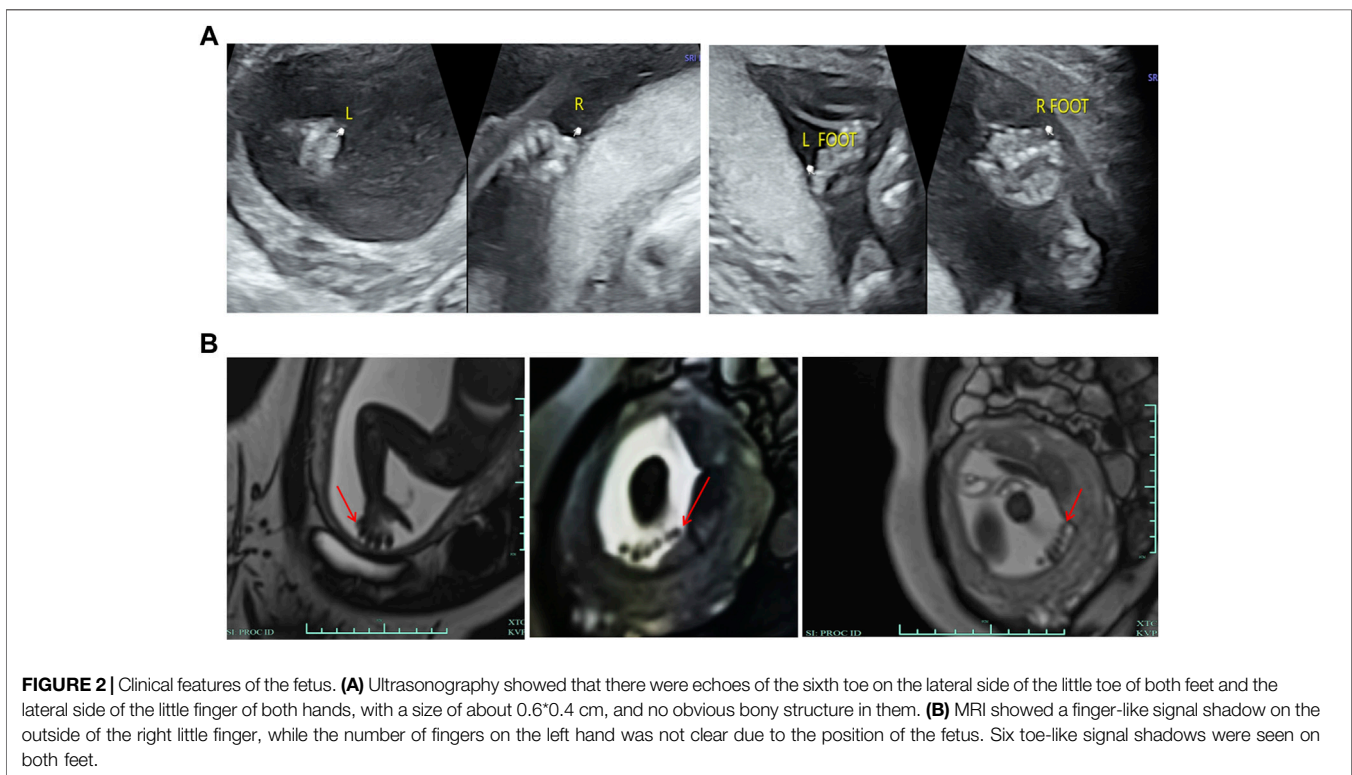 A
L
R
SRI
L FOOT
R FOOT
SR
B
SI: PROC ID
XTC
KVP
SI: PROC ID
XTC
KVP
FIGURE 2 | Clinical features of the fetus. (A) Ultrasonography showed that there were echoes of the sixth toe on the lateral side of the little toe of both feet and the
lateral side of the little finger of both hands, with a size of about 0.6*0.4 cm, and no obvious bony structure in them. (B) MRI showed a finger-like signal shadow on the
outside of the right little finger, while the number of fingers on the left hand was not clear due to the position of the fetus. Six toe-like signal shadows were seen on
both feet.